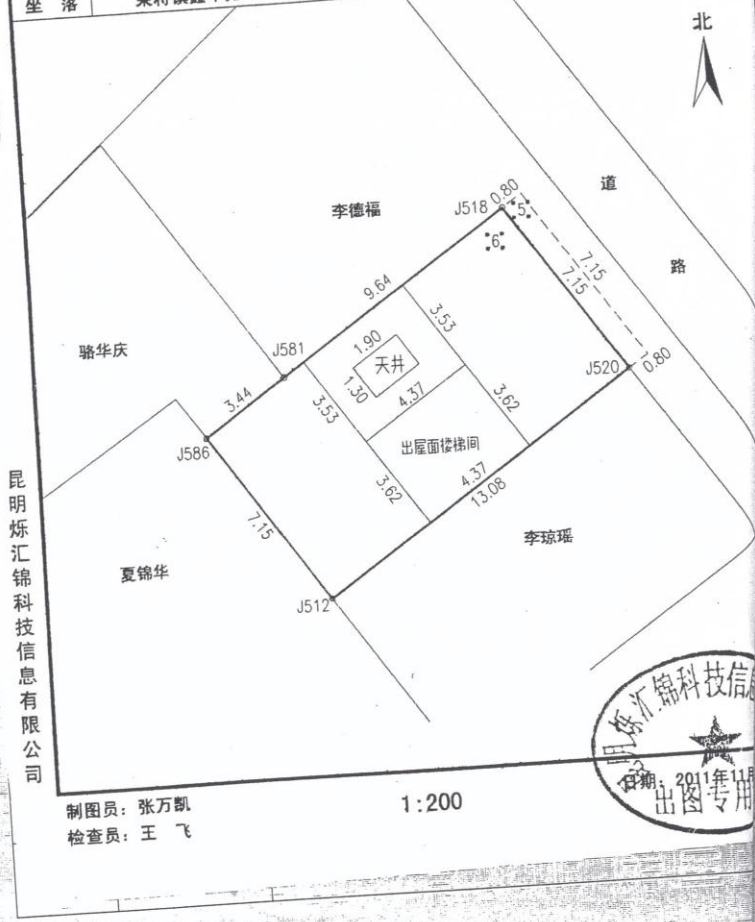 坐 落
北
道
路
李德福
J518
0.80
5
6
7.15
7.15
9.64
3.53
J581
骆华庆
1.90
天井
1.30
3.53
4.37
3.62
J520
0.80
3.44
J586
出屋面搂梯间
4.37
13.08
3.62
7.15
李琼瑶
夏锦华
J512
昆明烁汇锦科技信息有限公司
昆明烁汇锦科技信息
日期: 2011年11月
出图专用
制图员: 张万凯
1:200
检查员: 王 飞